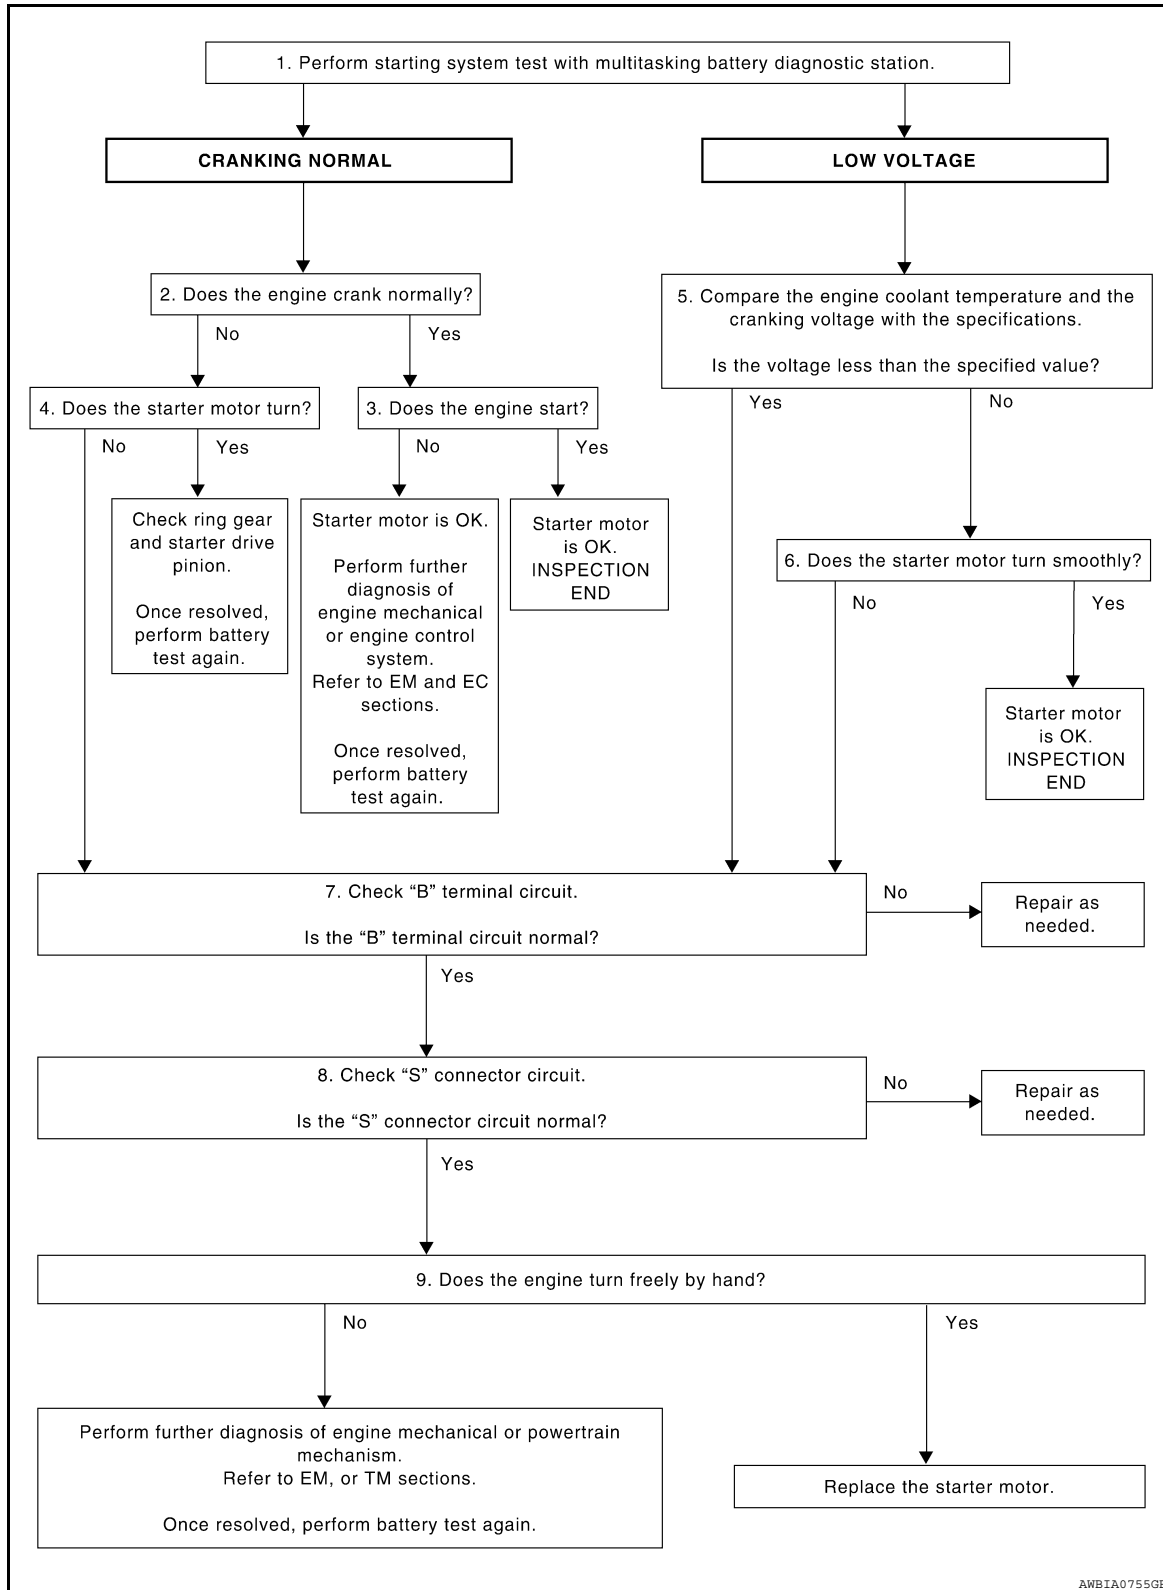 1. Perform starting system test with multitasking battery diagnostic station.
CRANKING NORMAL
LOW VOLTAGE
2. Does the engine crank normally?
No
Yes
5. Compare the engine coolant temperature and the
cranking voltage with the specifications.
Is the voltage less than the specified value?
Yes
No
4. Does the starter motor turn?
No
Yes
3. Does the engine start?
No
Yes
Check ring gear
and starter drive
pinion.
Once resolved,
perform battery
test again.
Starter motor is OK.
Perform further
diagnosis of
engine mechanical
or engine control
system.
Refer to EM and EC
sections.
Once resolved,
perform battery
test again.
Starter motor
is OK.
INSPECTION
END
6. Does the starter motor turn smoothly?
No
Yes
Starter motor
is OK.
INSPECTION
END
7. Check “B” terminal circuit.
Is the “B” terminal circuit normal?
No
Repair as
needed.
Yes
8. Check “S” connector circuit.
Is the “S” connector circuit normal?
No
Repair as
needed.
Yes
9. Does the engine turn freely by hand?
No
Yes
Perform further diagnosis of engine mechanical or powertrain
mechanism.
Refer to EM, or TM sections.
Once resolved, perform battery test again.
Replace the starter motor.